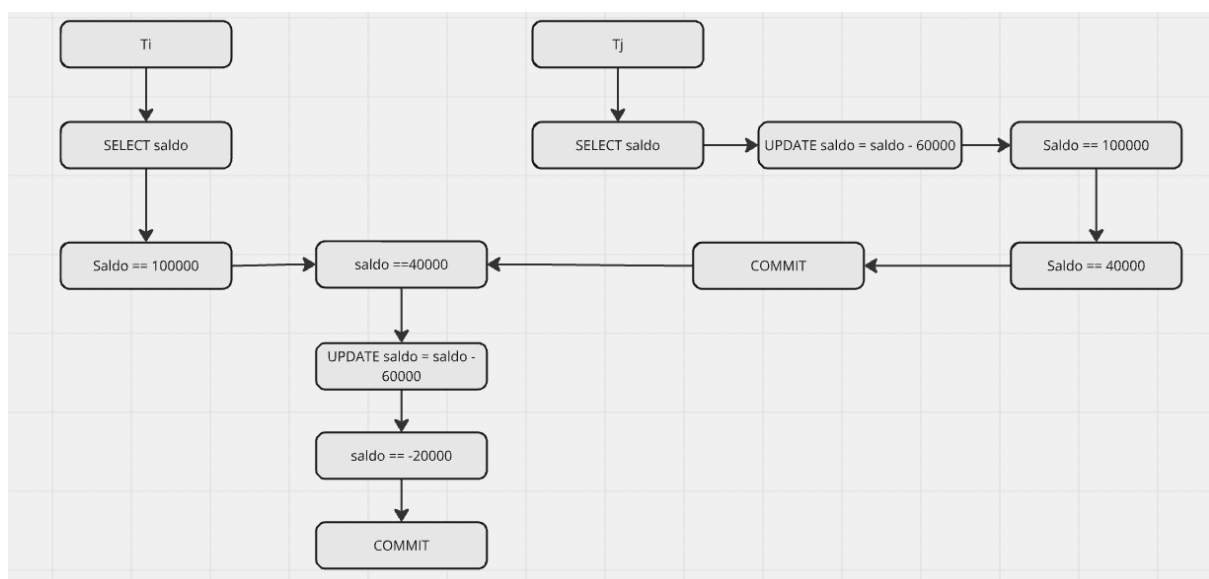 Ti
Tj
SELECT saldo
SELECT saldo
UPDATE saldo = saldo - 60000
Saldo == 100000
Saldo == 100000
saldo ==40000
COMMIT
Saldo == 40000
UPDATE saldo = saldo -
60000
saldo == -20000
COMMIT